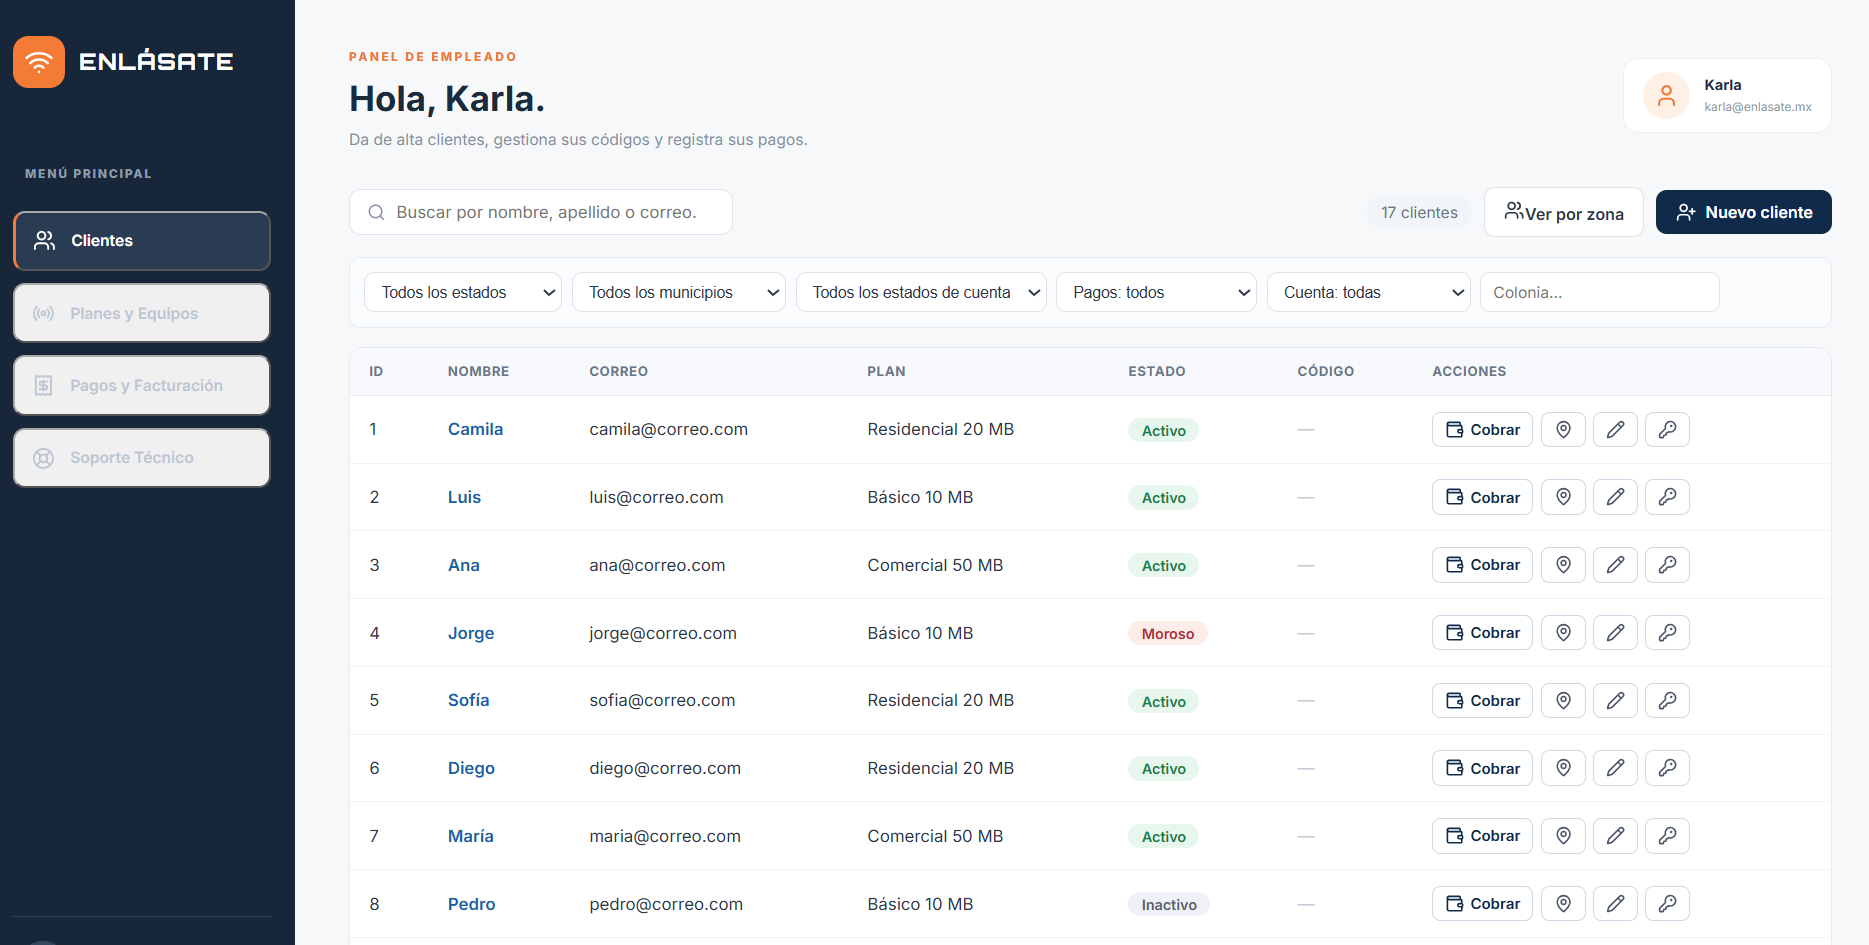 ENLÁSATE
MENÚ PRINCIPAL
Clientes
Planes y Equipos
Pagos y Facturación
Soporte Técnico
PANEL DE EMPLEADO
Hola, Karla.
Da de alta clientes, gestiona sus códigos y registra sus pagos.
Karla
karla@enlasate.mx
Buscar por nombre, apellido o correo.
17 clientes
Ver por zona
Nuevo cliente
Todos los estados
Todos los municipios
Todos los estados de cuenta
Pagos: todos
Cuenta: todas
Colonia...
ID NOMBRE CORREO PLAN ESTADO CÓDIGO ACCIONES
1 Camila camila@correo.com Residencial 20 MB Activo — Cobrar
2 Luis luis@correo.com Básico 10 MB Activo — Cobrar
3 Ana ana@correo.com Comercial 50 MB Activo — Cobrar
4 Jorge jorge@correo.com Básico 10 MB Moroso — Cobrar
5 Sofía sofia@correo.com Residencial 20 MB Activo — Cobrar
6 Diego diego@correo.com Residencial 20 MB Activo — Cobrar
7 María maria@correo.com Comercial 50 MB Activo — Cobrar
8 Pedro pedro@correo.com Básico 10 MB Inactivo — Cobrar